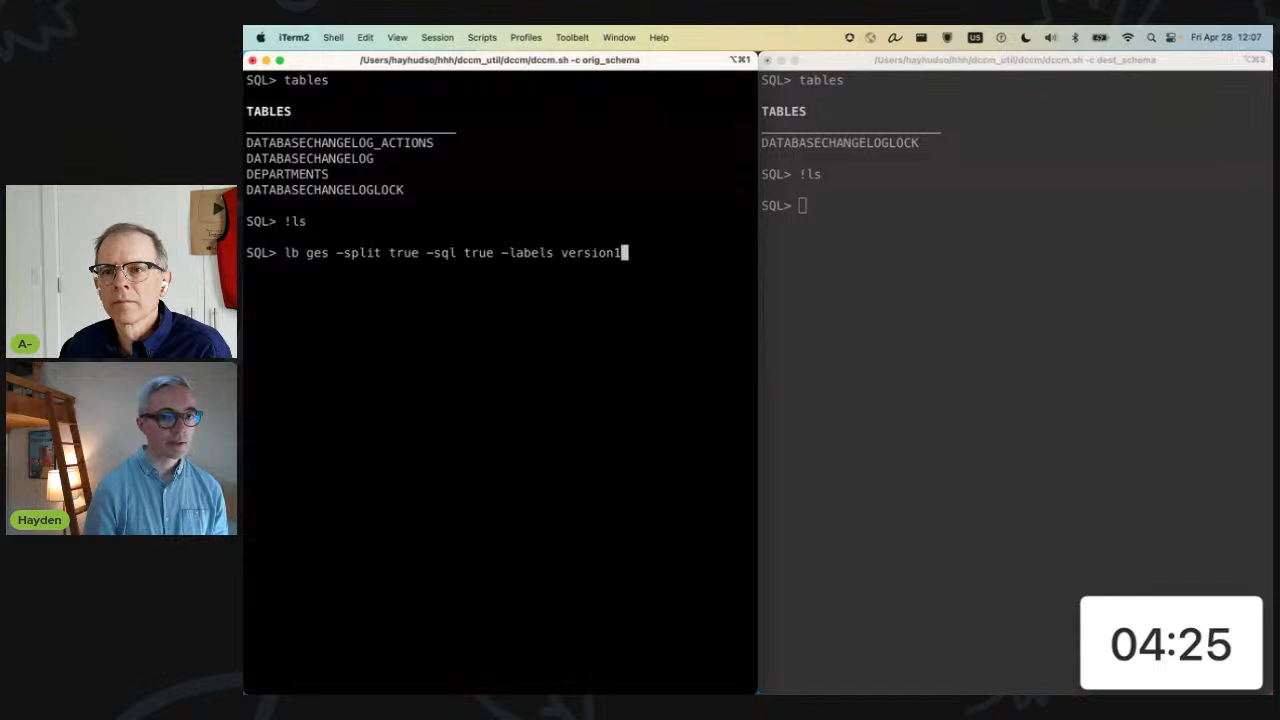 iTerm2 Shell Edit View Session Scripts Profiles Toolbelt Window Help
US
Fri Apr 28 12:07
/Users/hayhudso/hhh/dccm_util/dccm/dccm.sh -c orig_schema
⌥⌘1
SQL> tables
TABLES
DATABASECHANGELOG_ACTIONS
DATABASECHANGELOG
DEPARTMENTS
DATABASECHANGELOGLOCK
SQL> !ls
SQL> lb ges -split true -sql true -labels version1
/Users/hayhudso/hhh/dccm_util/dccm/dccm.sh -c dest_schema
SQL> tables
TABLES
DATABASECHANGELOGLOCK
SQL> !ls
SQL>
A-
Hayden
04:25